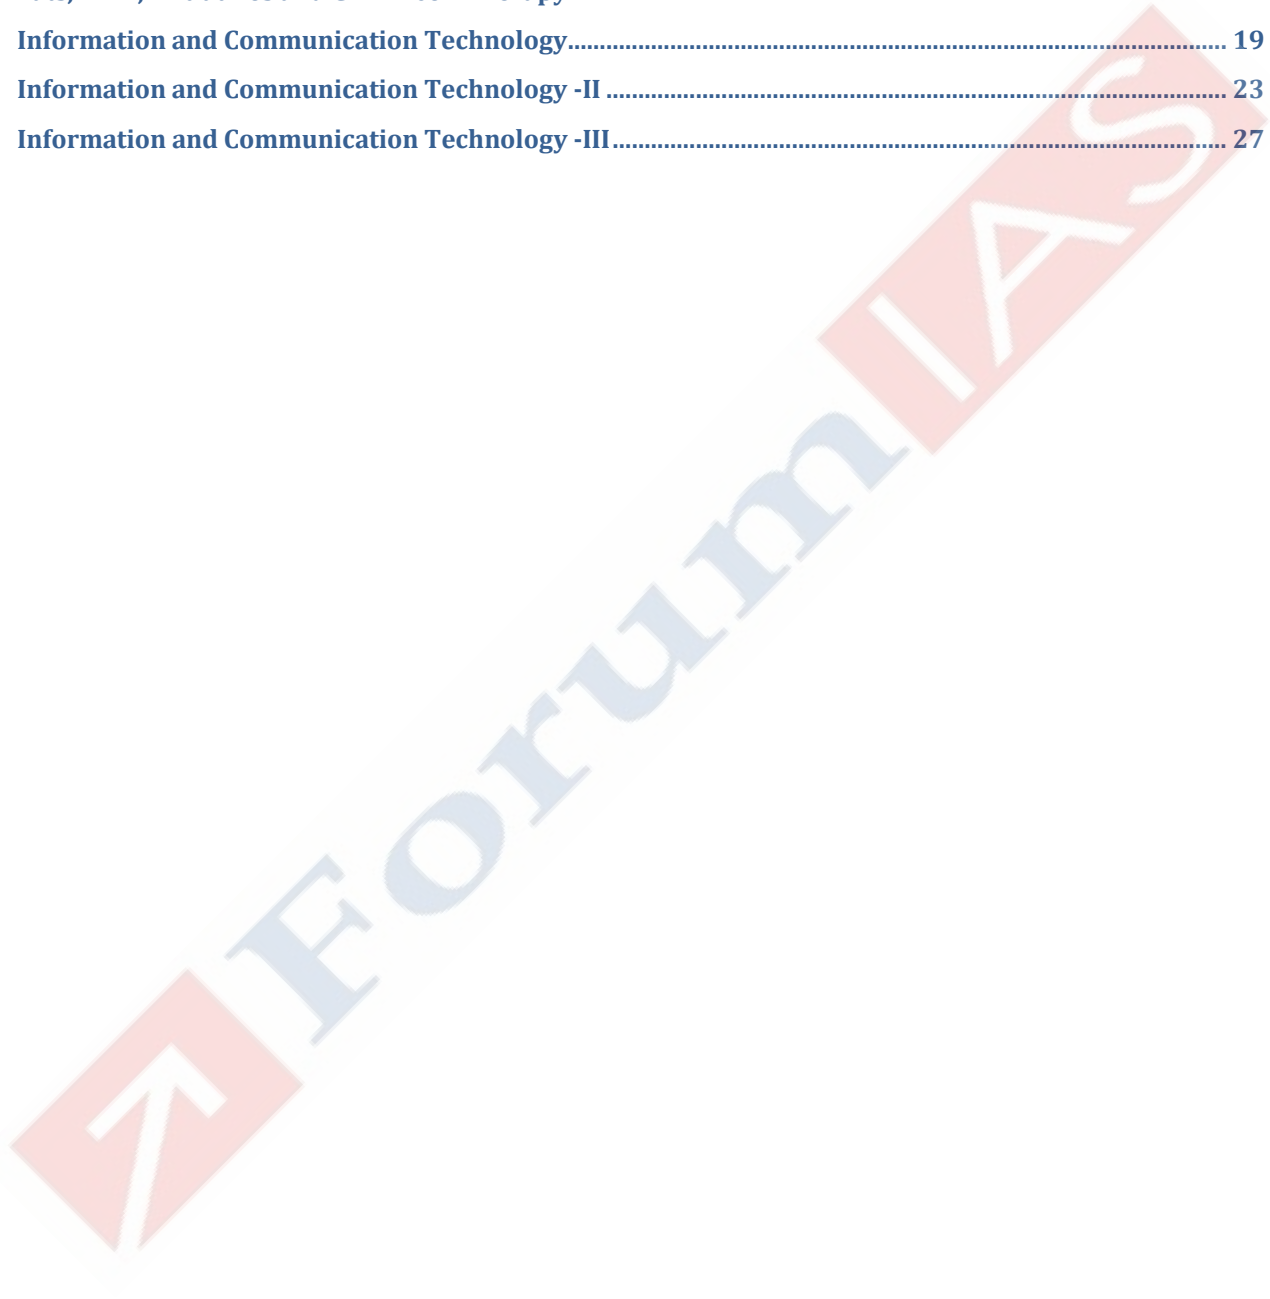 Information and Communication Technology.......................................................................................................... 19
Information and Communication Technology -II .................................................................................................... 23
Information and Communication Technology -III................................................................................................... 27
ForumIAS